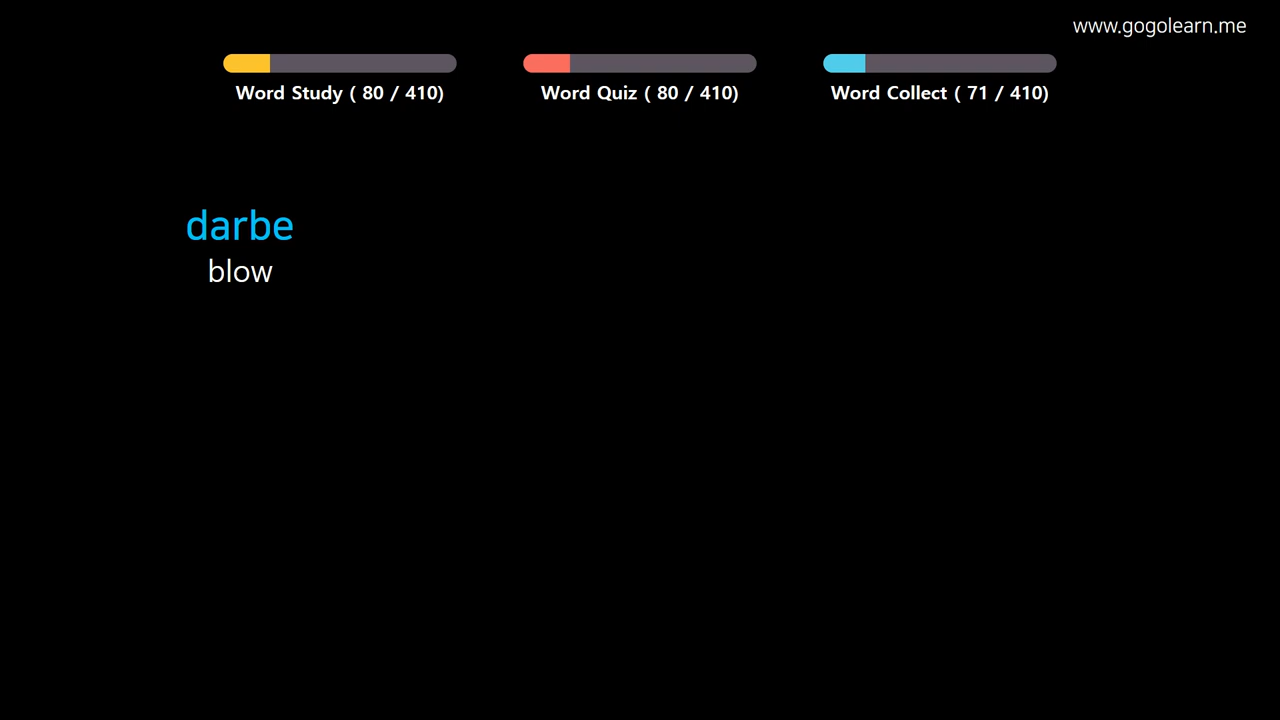 www.gogolearn.me
Word Study ( 80 / 410)
Word Quiz ( 80 / 410)
Word Collect ( 71 / 410)
darbe
blow